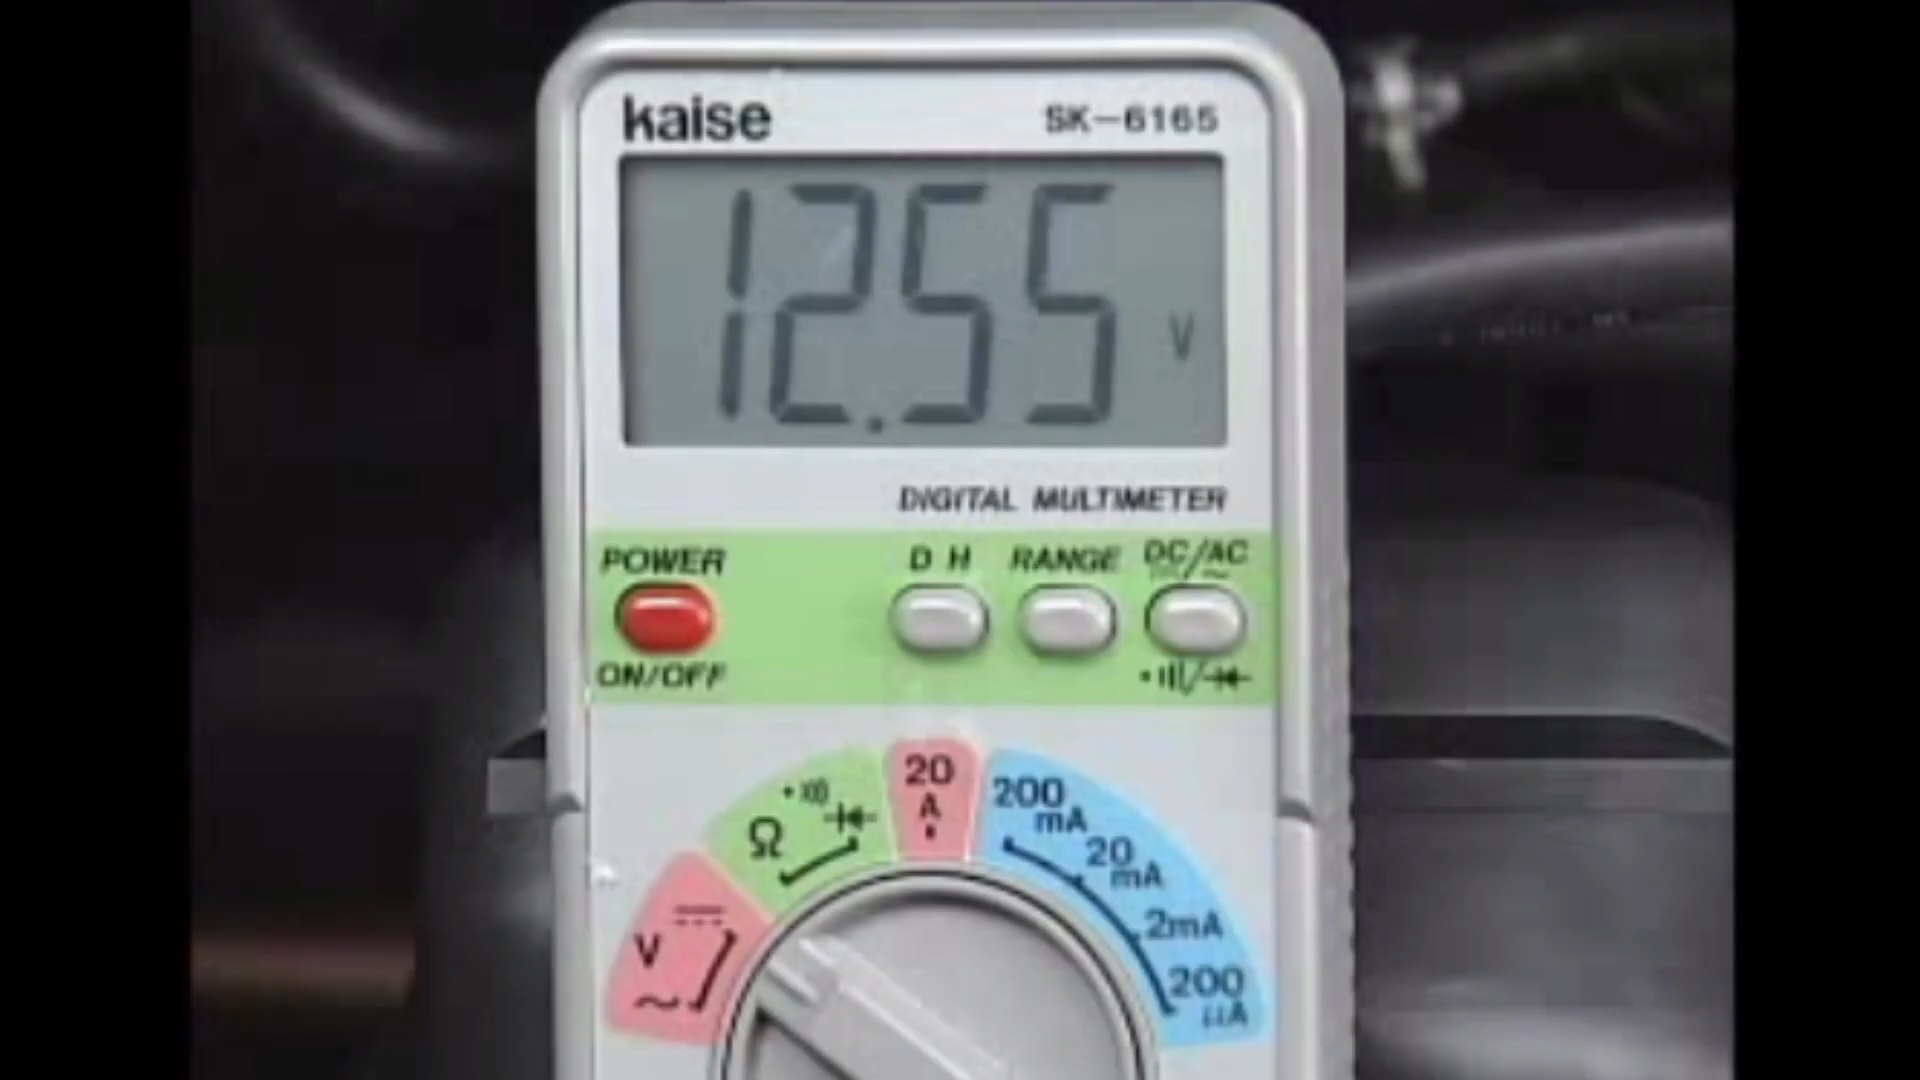 kaise SK-6165
12.55 V
DIGITAL MULTIMETER
POWER D H RANGE DC/AC
ON/OFF
20
A
200
mA
Ω
20
mA
V
2mA
200
µA